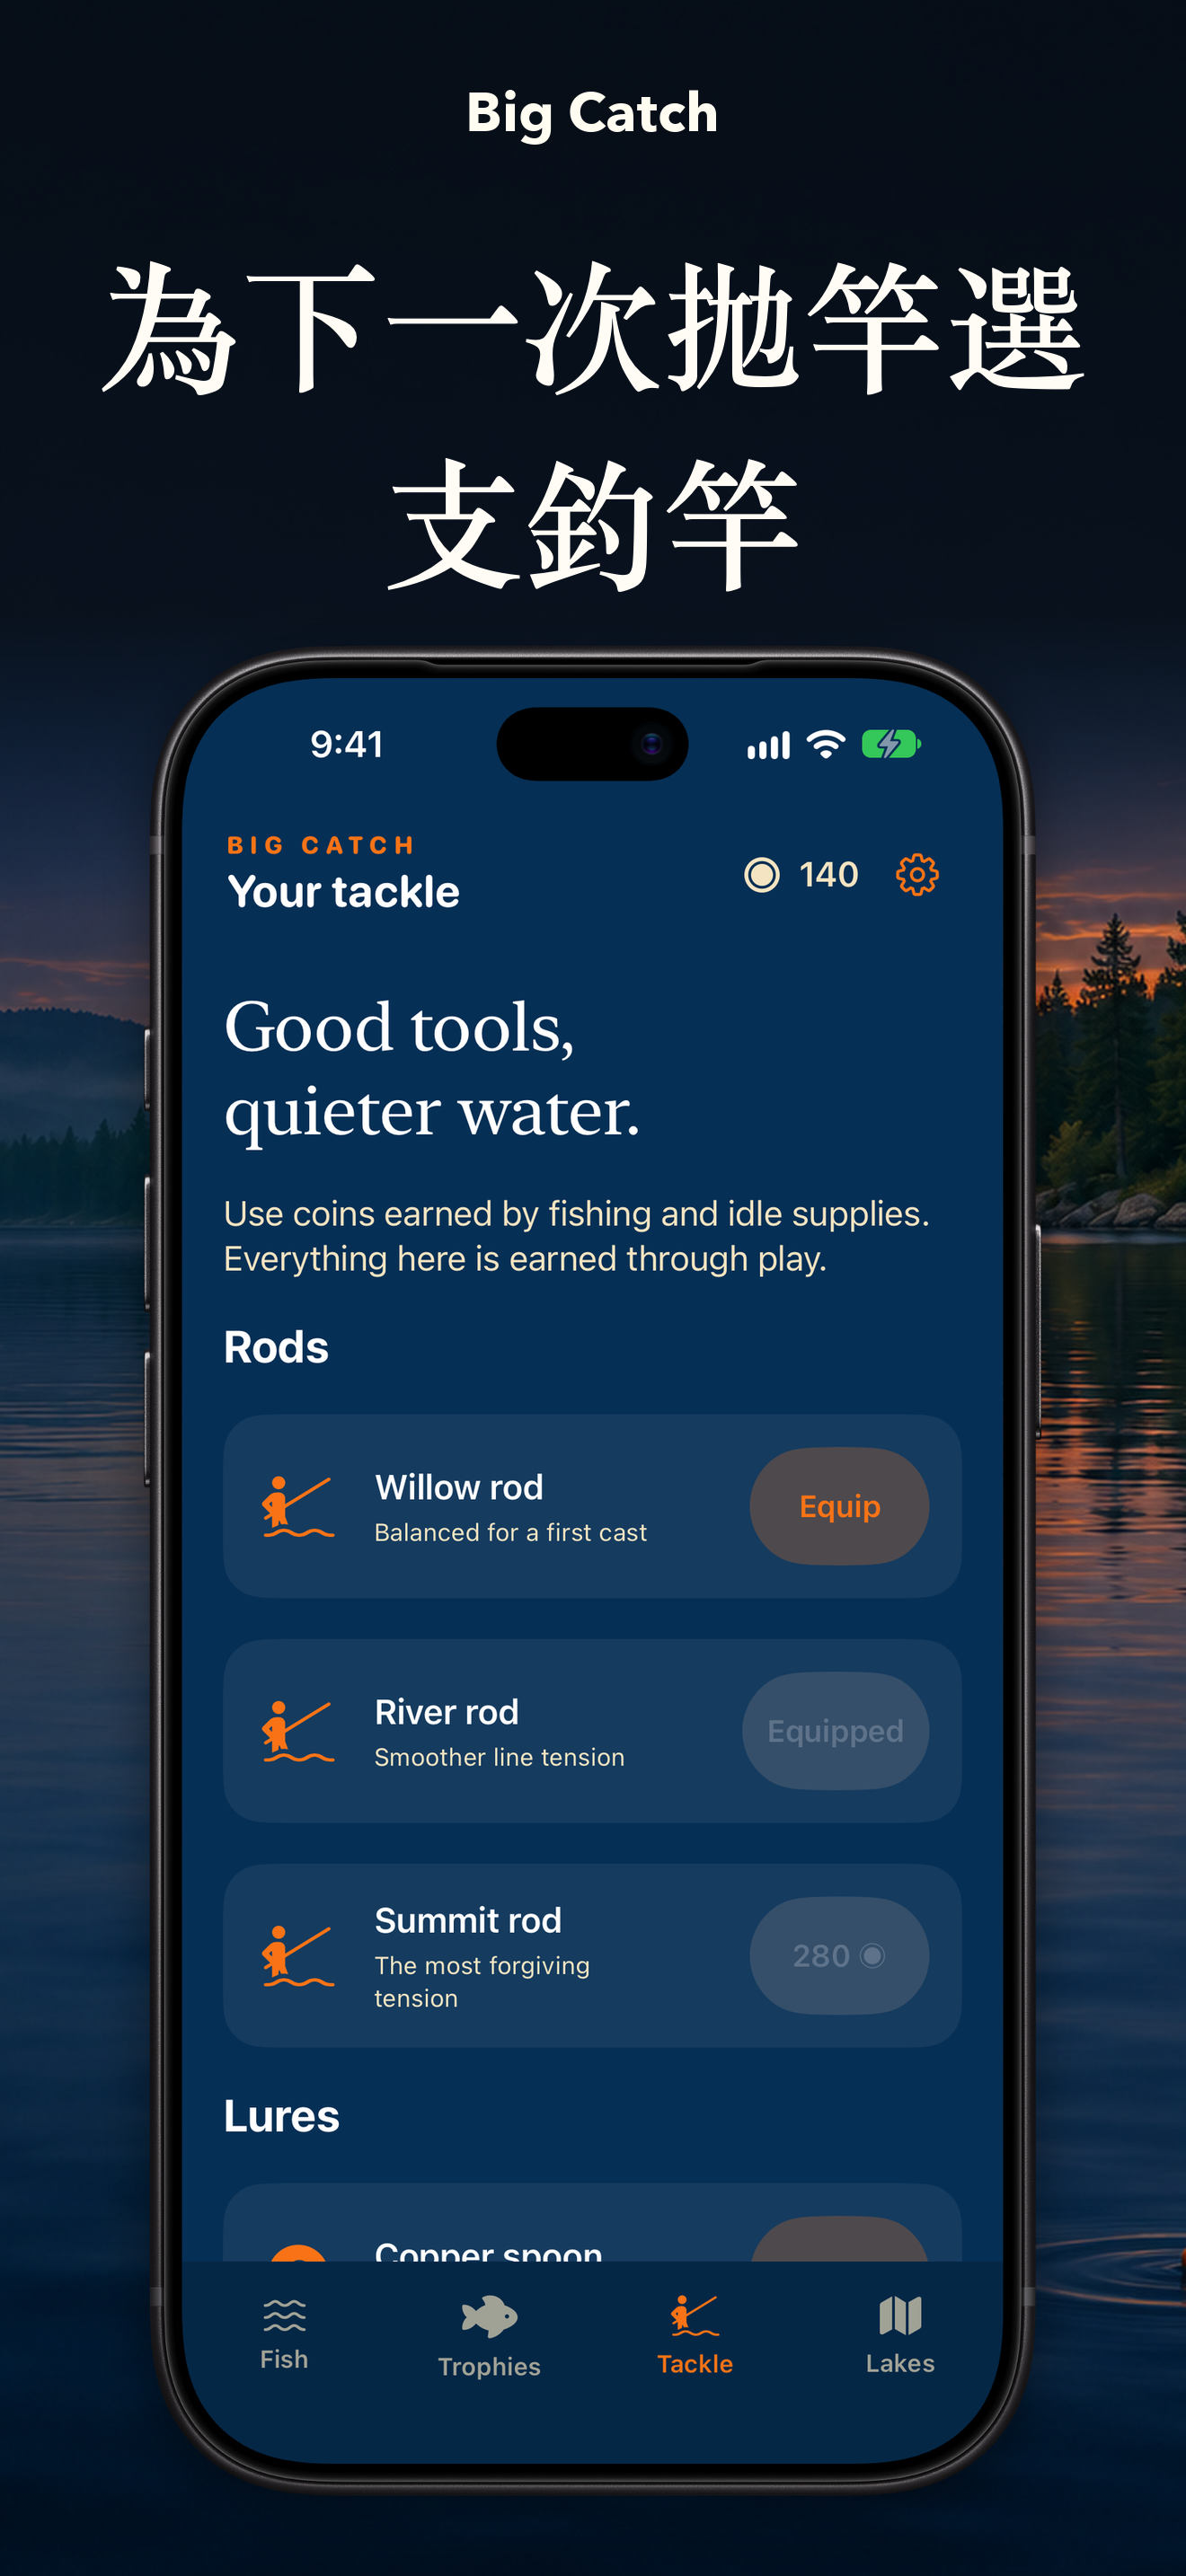 Big Catch
為下一次拋竿選
支釣竿
9:41
BIG CATCH
Your tackle
140
Good tools,
quieter water.
Use coins earned by fishing and idle supplies.
Everything here is earned through play.
Rods
Willow rod
Balanced for a first cast
Equip
River rod
Smoother line tension
Equipped
Summit rod
The most forgiving
tension
280
Lures
Copper spoon
Fish
Trophies
Tackle
Lakes